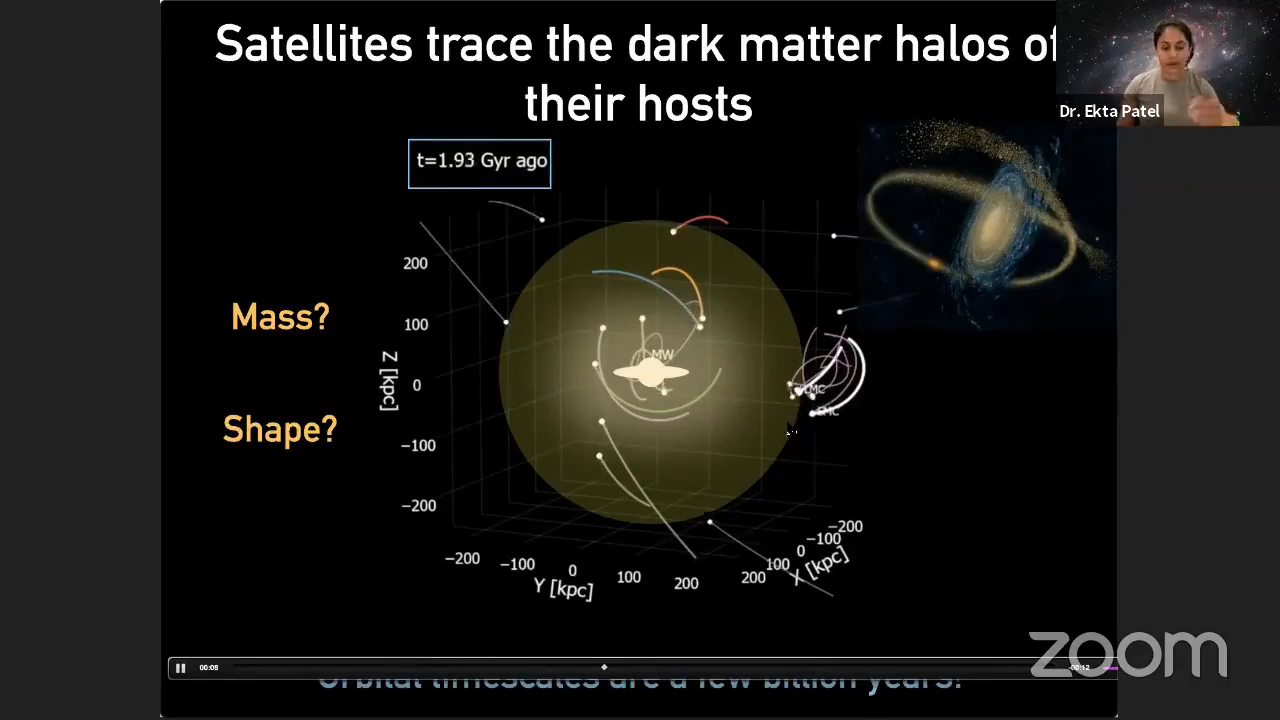 Satellites trace the dark matter halos of
their hosts
Dr. Ekta Patel
t=1.93 Gyr ago
Mass?
Shape?
MW
LMC
SMC
Z [kpc]
200
100
0
−100
−200
−200
−100
0
100
200
Y [kpc]
200
100
0
−100
−200
X [kpc]
zoom
00:09
-00:12
Orbital timescales are a few billion years!